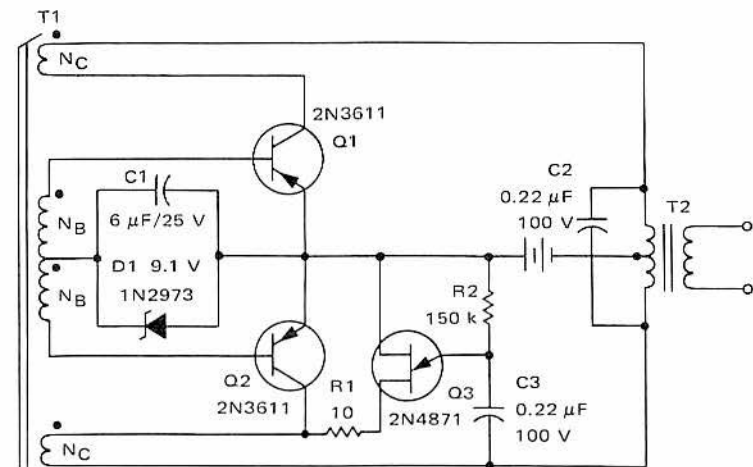 T1
NC
2N3611
Q1
C1
6 μF/25 V
NB
D1 9.1 V
NB
1N2973
C2
0.22 μF
100 V
T2
R2
150 k
Q2
2N3611
R1
10
Q3
2N4871
C3
0.22 μF
100 V
NC